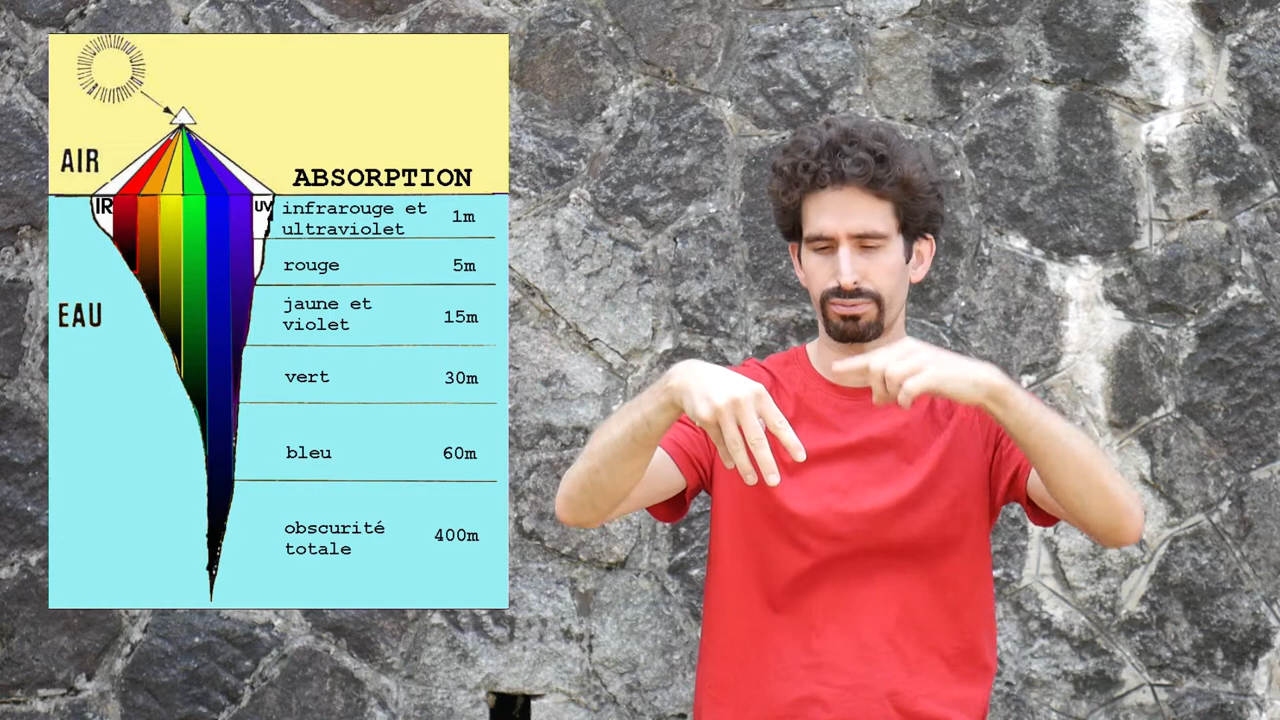 AIR
ABSORPTION
IR
UV
infrarouge et
ultraviolet
1m
rouge
5m
EAU
jaune et
violet
15m
vert
30m
bleu
60m
obscurité
totale
400m